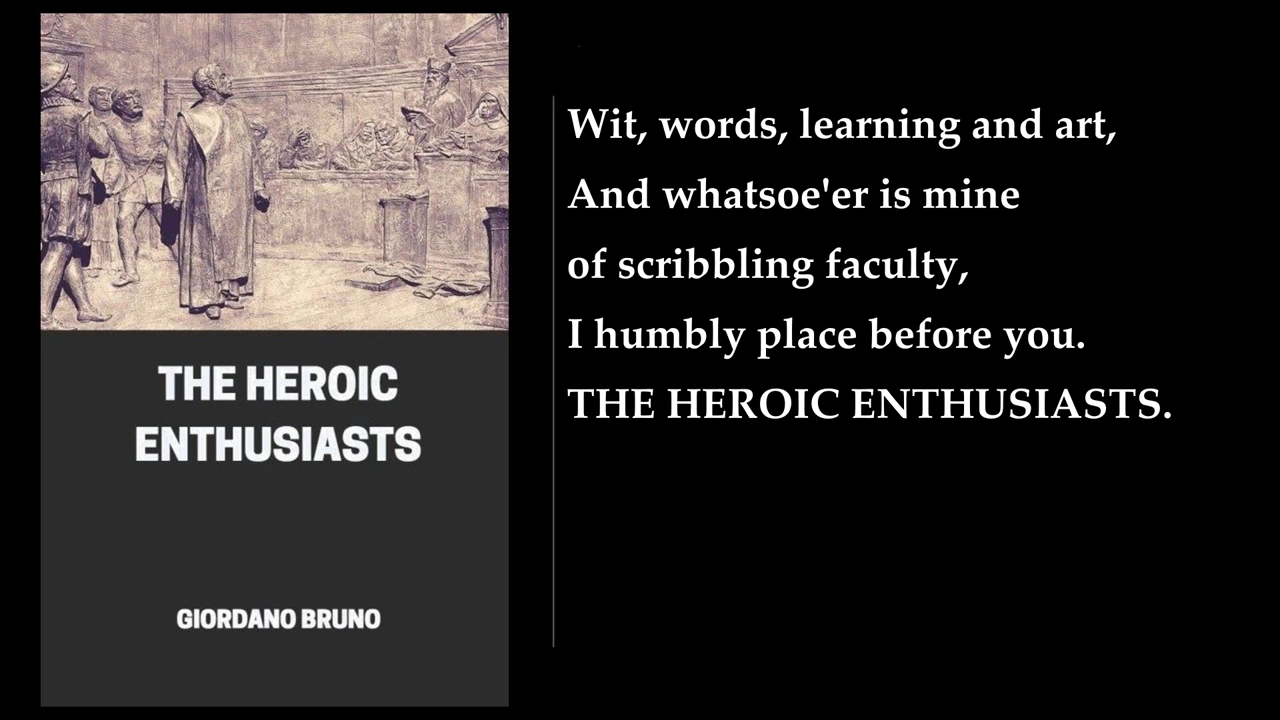 THE HEROIC
ENTHUSIASTS
GIORDANO BRUNO
Wit, words, learning and art,
And whatsoe'er is mine
of scribbling faculty,
I humbly place before you.
THE HEROIC ENTHUSIASTS.